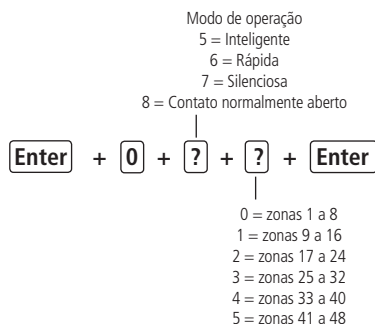 Modo de operação
5 = Inteligente
6 = Rápida
7 = Silenciosa
8 = Contato normalmente aberto
Enter + 0 + ? + ? + Enter
0 = zonas 1 a 8
1 = zonas 9 a 16
2 = zonas 17 a 24
3 = zonas 25 a 32
4 = zonas 33 a 40
5 = zonas 41 a 48